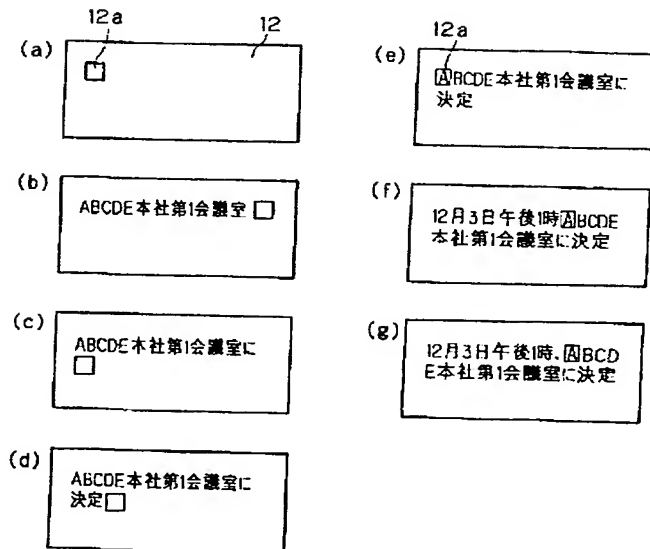 (a)
12a
12
(b)
ABCDE本社第1会議室
(c)
ABCDE本社第1会議室に
(d)
ABCDE本社第1会議室に
決定
(e)
12a
ABCDE本社第1会議室に
決定
(f)
12月3日午後1時ABCDE
本社第1会議室に決定
(g)
12月3日午後1時、ABCD
E本社第1会議室に決定